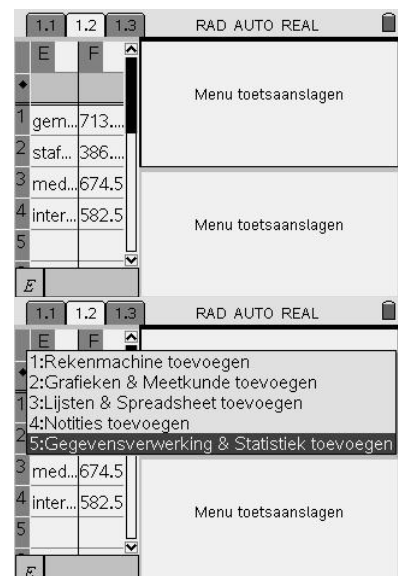 1.1 1.2 1.3 RAD AUTO REAL
E F
Menu toetsaanslagen
1 gem... 713....
2 staf... 386....
3 med... 674.5
4 inter... 582.5
Menu toetsaanslagen
5
E
1.1 1.2 1.3 RAD AUTO REAL
E F
1:Rekenmachine toevoegen
2:Grafieken & Meetkunde toevoegen
1 3:Lijsten & Spreadsheet toevoegen
4:Notities toevoegen
2 5:Gegevensverwerking & Statistiek toevoegen
3 med... 674.5
4 inter... 582.5
Menu toetsaanslagen
5
E